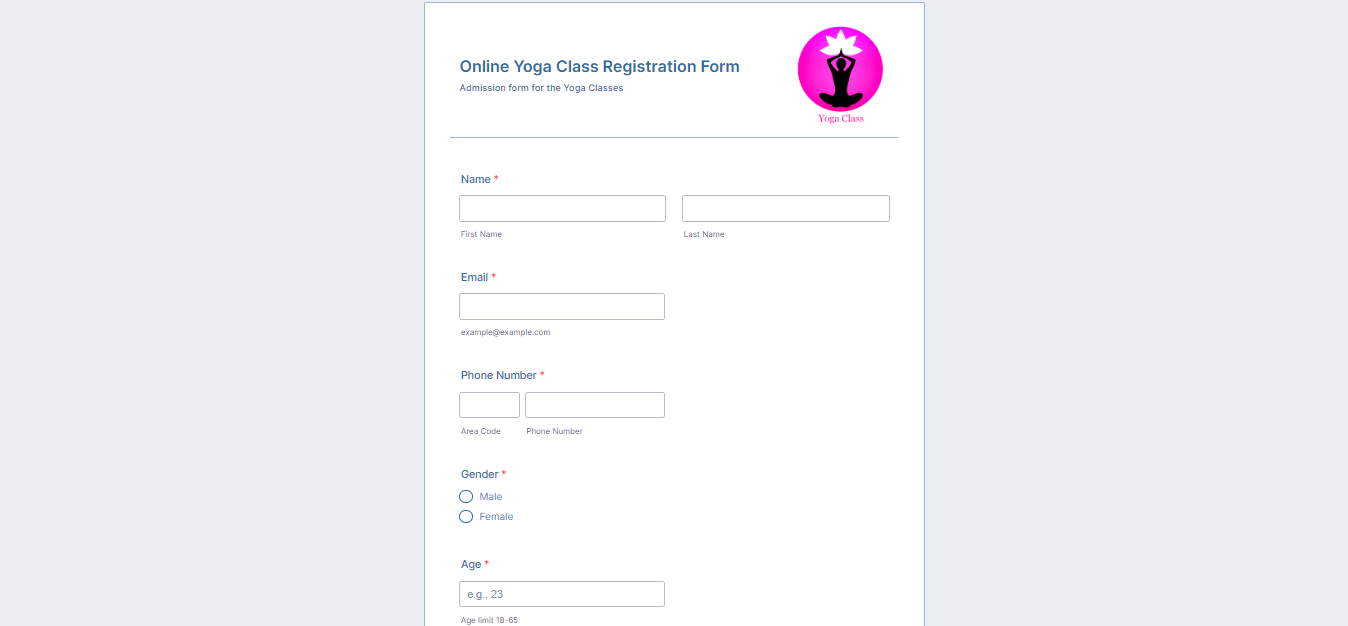 Online Yoga Class Registration Form
Admission form for the Yoga Classes
Yoga Class
Name *
First Name
Last Name
Email *
example@example.com
Phone Number *
Area Code
Phone Number
Gender *
Male
Female
Age *
e.g., 23
Age limit 18-65